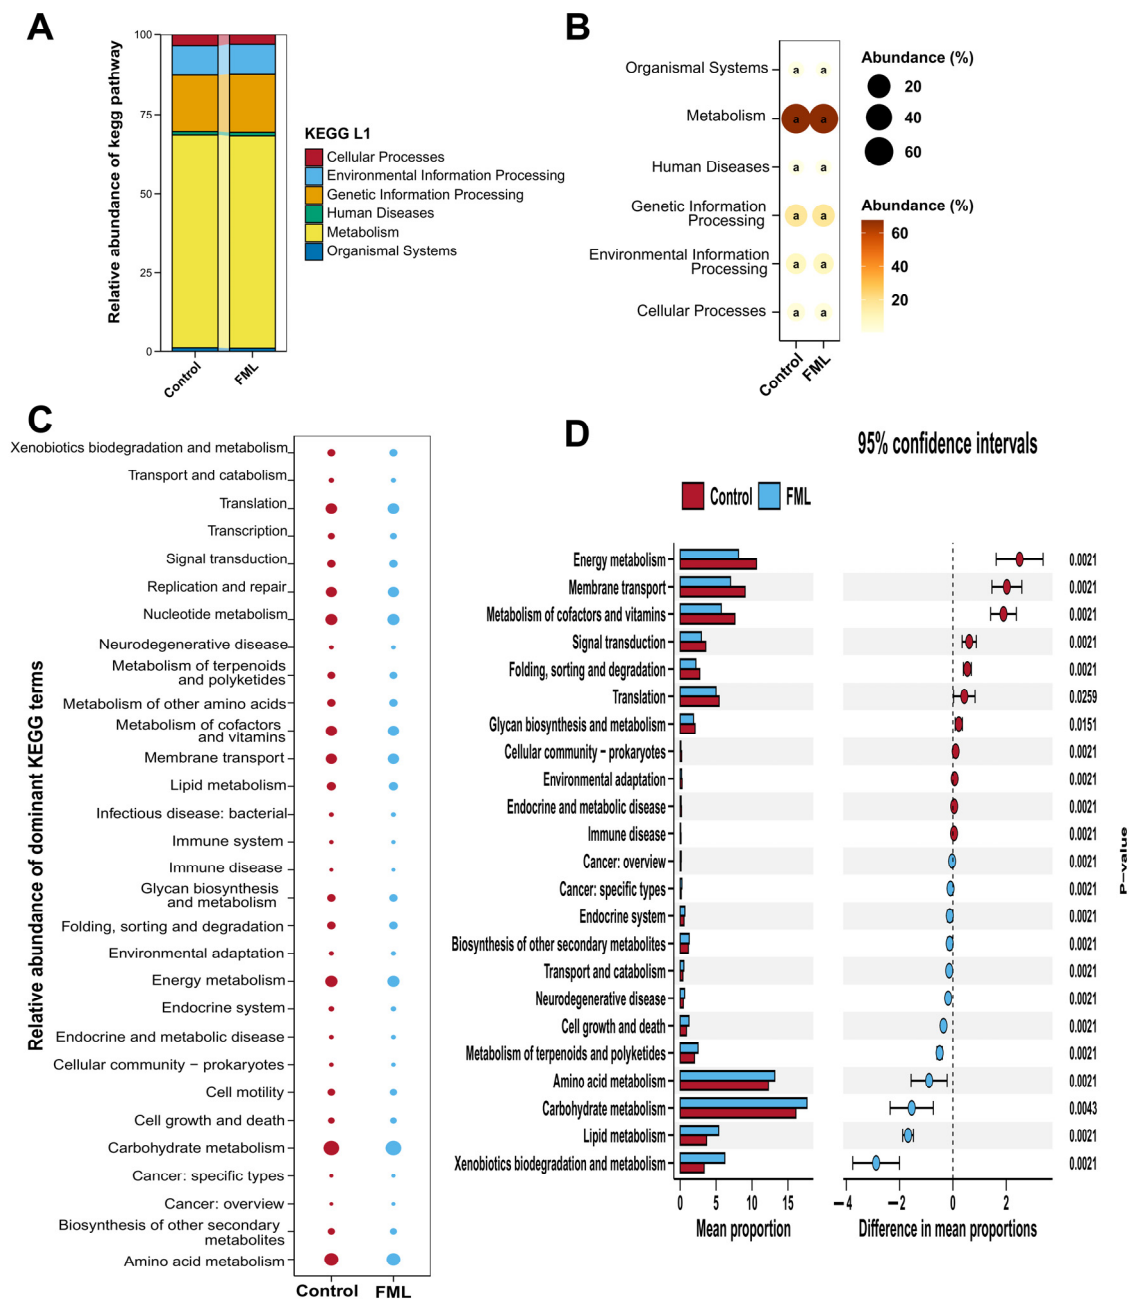 A
Relative abundance of kegg pathway
100
75
50
25
0
Control
FML
KEGG L1
Cellular Processes
Environmental Information Processing
Genetic Information Processing
Human Diseases
Metabolism
Organismal Systems
B
Organismal Systems
a a
Metabolism
a a
Human Diseases
a a
Genetic Information
Processing
a a
Environmental Information
Processing
a a
Cellular Processes
a a
Control
FML
Abundance (%)
20
40
60
Abundance (%)
60
40
20
C
Relative abundance of dominant KEGG terms
Xenobiotics biodegradation and metabolism
Transport and catabolism
Translation
Transcription
Signal transduction
Replication and repair
Nucleotide metabolism
Neurodegenerative disease
Metabolism of terpenoids
and polyketides
Metabolism of other amino acids
Metabolism of cofactors
and vitamins
Membrane transport
Lipid metabolism
Infectious disease: bacterial
Immune system
Immune disease
Glycan biosynthesis
and metabolism
Folding, sorting and degradation
Environmental adaptation
Energy metabolism
Endocrine system
Endocrine and metabolic disease
Cellular community − prokaryotes
Cell motility
Cell growth and death
Carbohydrate metabolism
Cancer: specific types
Cancer: overview
Biosynthesis of other secondary
metabolites
Amino acid metabolism
Control FML
D
95% confidence intervals
Control FML
Energy metabolism 0.0021
Membrane transport 0.0021
Metabolism of cofactors and vitamins 0.0021
Signal transduction 0.0021
Folding, sorting and degradation 0.0021
Translation 0.0259
Glycan biosynthesis and metabolism 0.0151
Cellular community − prokaryotes 0.0021
Environmental adaptation 0.0021
Endocrine and metabolic disease 0.0021
Immune disease 0.0021
Cancer: overview 0.0021
Cancer: specific types 0.0021
Endocrine system 0.0021
Biosynthesis of other secondary metabolites 0.0021
Transport and catabolism 0.0021
Neurodegenerative disease 0.0021
Cell growth and death 0.0021
Metabolism of terpenoids and polyketides 0.0021
Amino acid metabolism 0.0021
Carbohydrate metabolism 0.0043
Lipid metabolism 0.0021
Xenobiotics biodegradation and metabolism 0.0021
P−value
0 5 10 15
Mean proportion
−4 −2 0 2
Difference in mean proportions